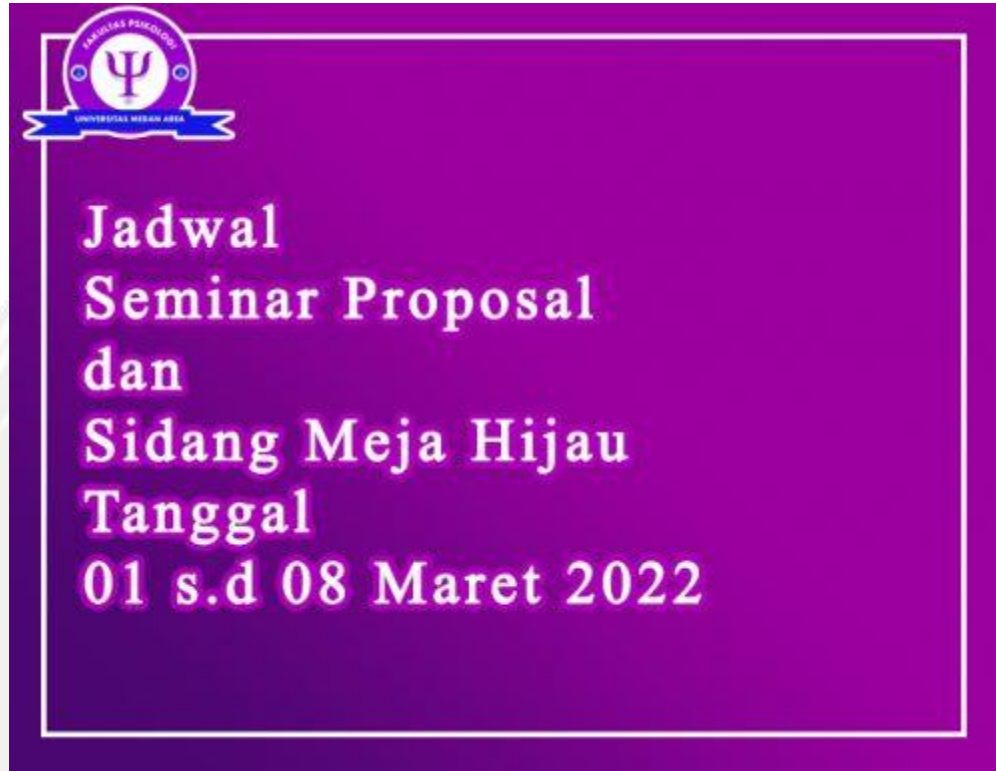 FAKULTAS PSIKOLOGI
Ψ
UNIVERSITAS MEDAN AREA
Jadwal
Seminar Proposal
dan
Sidang Meja Hijau
Tanggal
01 s.d 08 Maret 2022